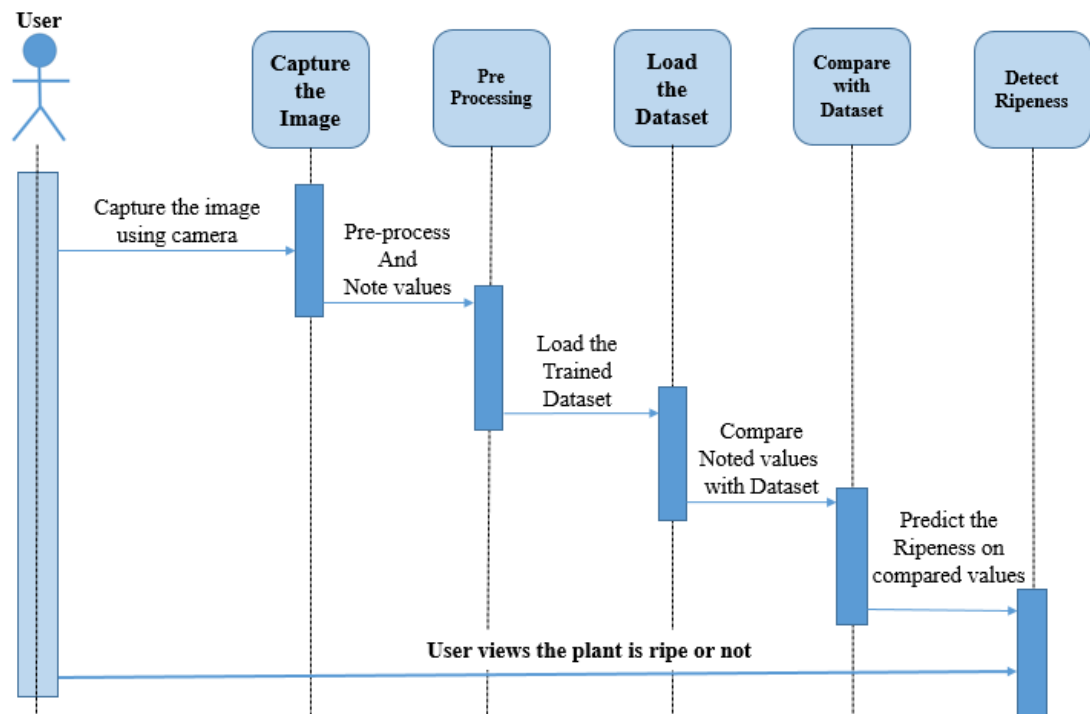 User
Capture
the
Image
Pre
Processing
Load
the
Dataset
Compare
with
Dataset
Detect
Ripeness
Capture the image
using camera
Pre-process
And
Note values
Load the
Trained
Dataset
Compare
Noted values
with Dataset
Predict the
Ripeness on
compared values
User views the plant is ripe or not